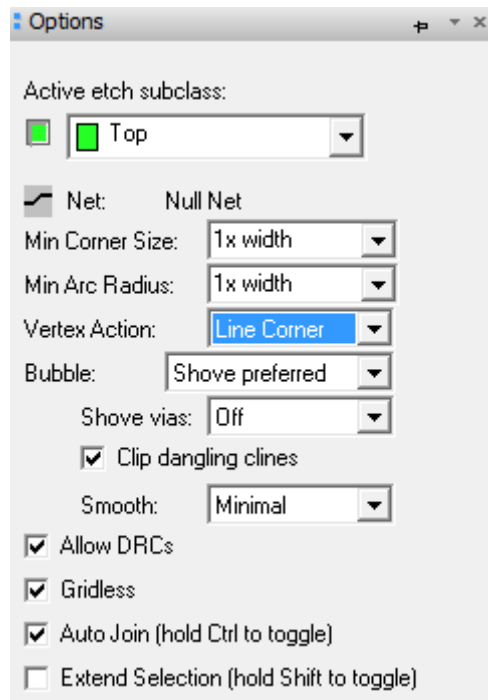 Options
Active etch subclass:
Top
Net: Null Net
Min Corner Size: 1x width
Min Arc Radius: 1x width
Vertex Action: Line Corner
Bubble: Shove preferred
Shove vias: Off
Clip dangling clines
Smooth: Minimal
Allow DRCs
Gridless
Auto Join (hold Ctrl to toggle)
Extend Selection (hold Shift to toggle)